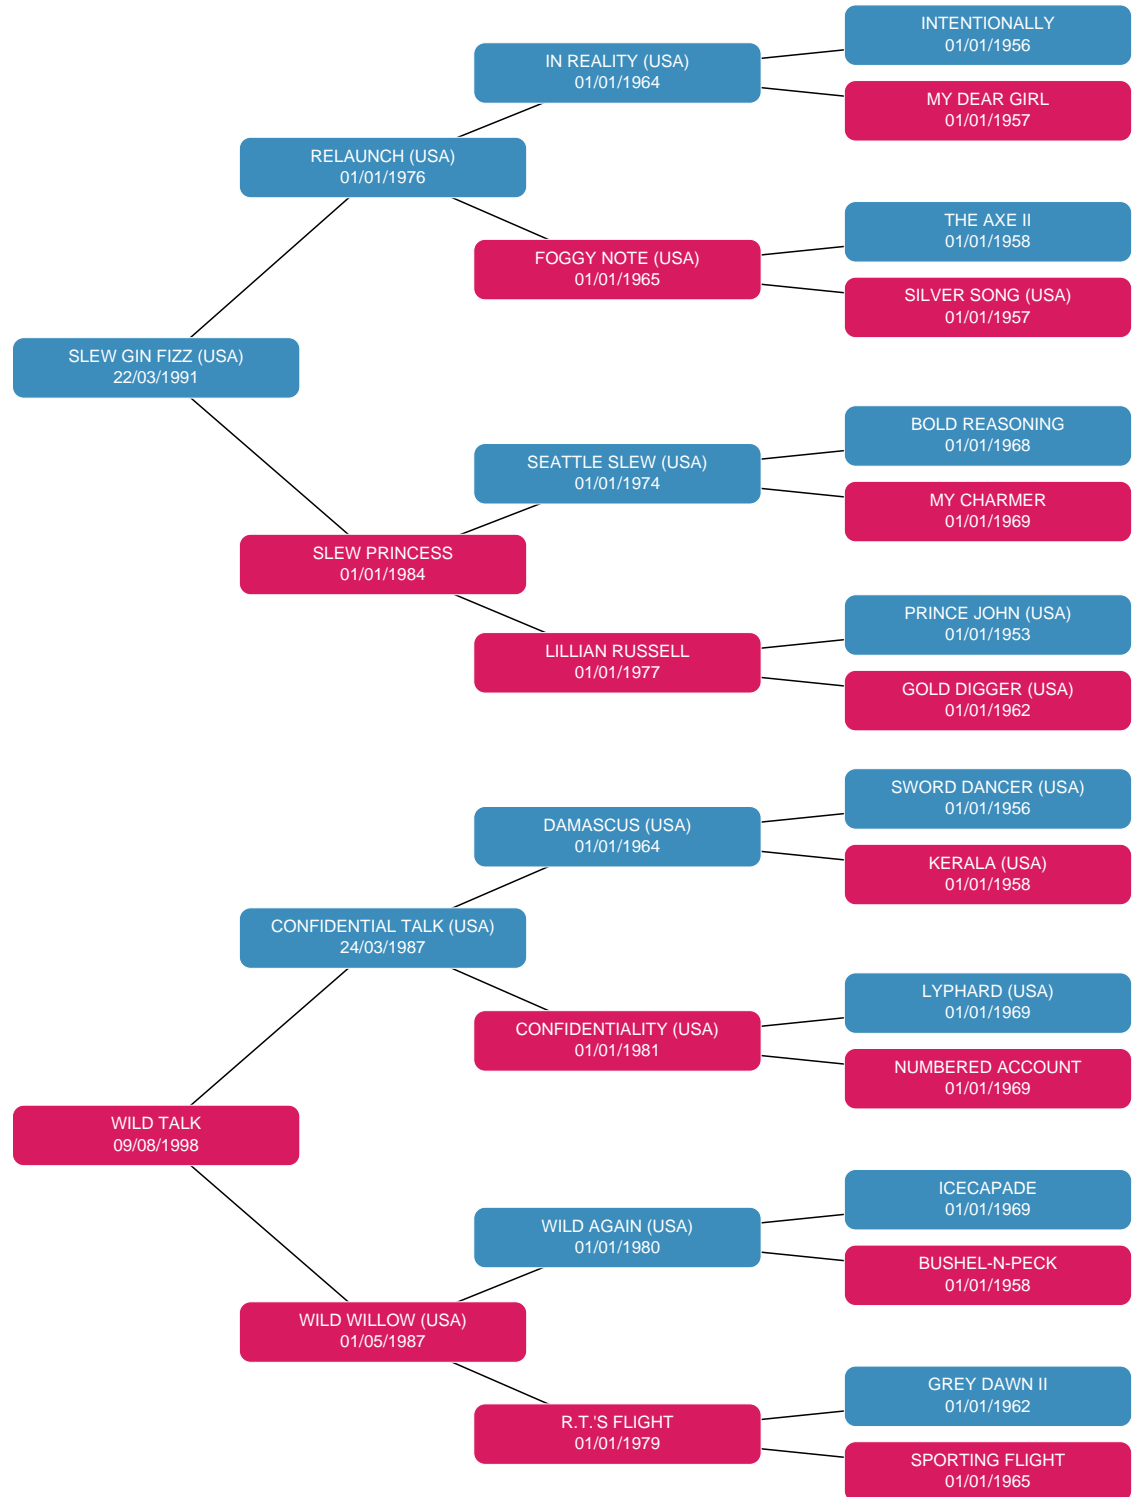 INTENTIONALLY
01/01/1956
IN REALITY (USA)
01/01/1964
MY DEAR GIRL
01/01/1957
RELAUNCH (USA)
01/01/1976
THE AXE II
01/01/1958
FOGGY NOTE (USA)
01/01/1965
SILVER SONG (USA)
01/01/1957
SLEW GIN FIZZ (USA)
22/03/1991
BOLD REASONING
01/01/1968
SEATTLE SLEW (USA)
01/01/1974
MY CHARMER
01/01/1969
SLEW PRINCESS
01/01/1984
PRINCE JOHN (USA)
01/01/1953
LILLIAN RUSSELL
01/01/1977
GOLD DIGGER (USA)
01/01/1962
SWORD DANCER (USA)
01/01/1956
DAMASCUS (USA)
01/01/1964
KERALA (USA)
01/01/1958
CONFIDENTIAL TALK (USA)
24/03/1987
LYPHARD (USA)
01/01/1969
CONFIDENTIALITY (USA)
01/01/1981
NUMBERED ACCOUNT
01/01/1969
WILD TALK
09/08/1998
ICECAPADE
01/01/1969
WILD AGAIN (USA)
01/01/1980
BUSHEL-N-PECK
01/01/1958
WILD WILLOW (USA)
01/05/1987
GREY DAWN II
01/01/1962
R.T.'S FLIGHT
01/01/1979
SPORTING FLIGHT
01/01/1965